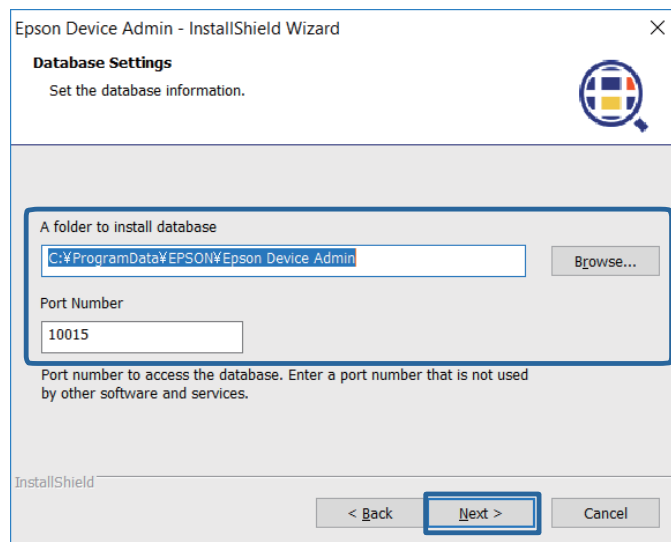 Epson Device Admin - InstallShield Wizard
Database Settings
Set the database information.
A folder to install database
C:¥ProgramData¥EPSON¥Epson Device Admin
Browse...
Port Number
10015
Port number to access the database. Enter a port number that is not used
by other software and services.
InstallShield
< Back Next > Cancel